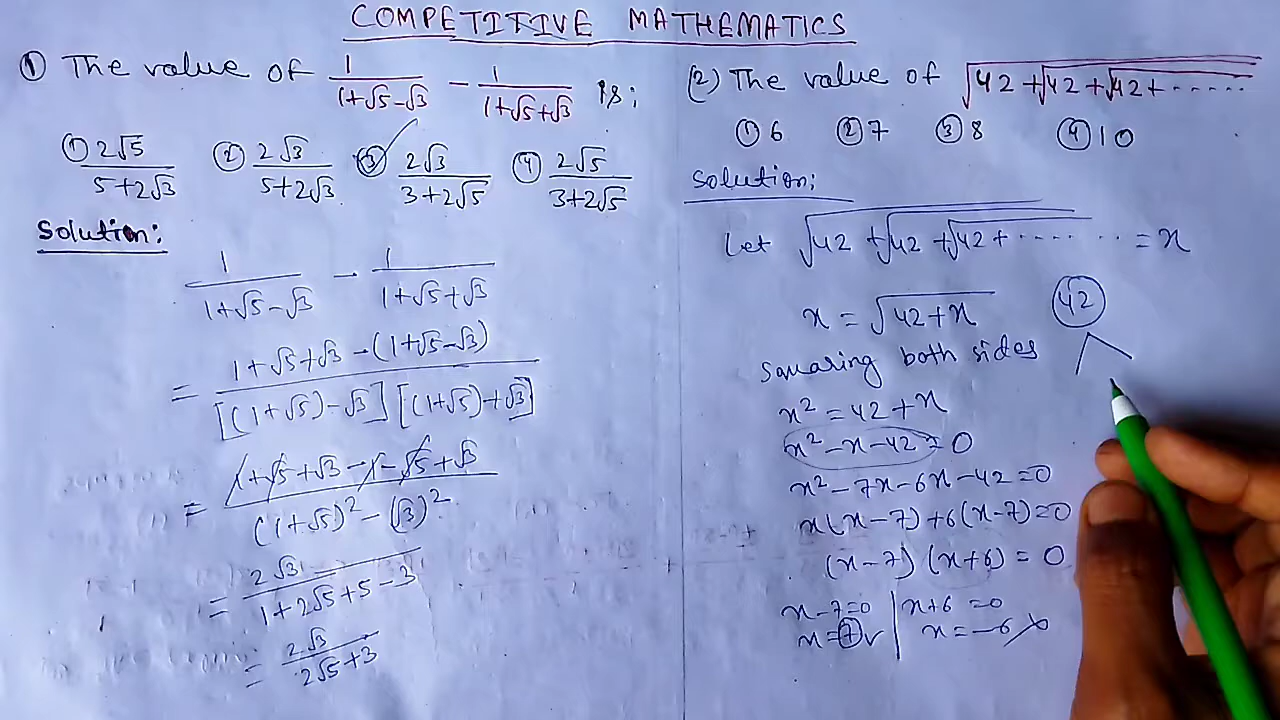 COMPETITIVE MATHEMATICS
① The value of 1/(1+√5-√3) - 1/(1+√5+√3) is:
① 2√5/(5+2√3) ② 2√3/(5+2√3) ③ 2√3/(3+2√5) ④ 2√5/(3+2√5)
Solution:
1/(1+√5-√3) - 1/(1+√5+√3)
= (1+√5+√3-(1+√5-√3))/([(1+√5)-√3][(1+√5)+√3])
= (1+√5+√3-1-√5+√3)/((1+√5)²-(√3)²)
= 2√3/(1+2√5+5-3)
= 2√3/(2√5+3)
(2) The value of √(42+√(42+√(42+......
① 6 ② 7 ③ 8 ④ 10
Solution:
Let √(42+√(42+√(42+........ = x
x = √(42+x)
42
Squaring both sides
x² = 42+x
x²-x-42=0
x²-7x-6x-42=0
x(x-7)+6(x-7)=0
(x-7)(x+6)=0
x-7=0 | x+6=0
x=7✓ | x=-6 ×